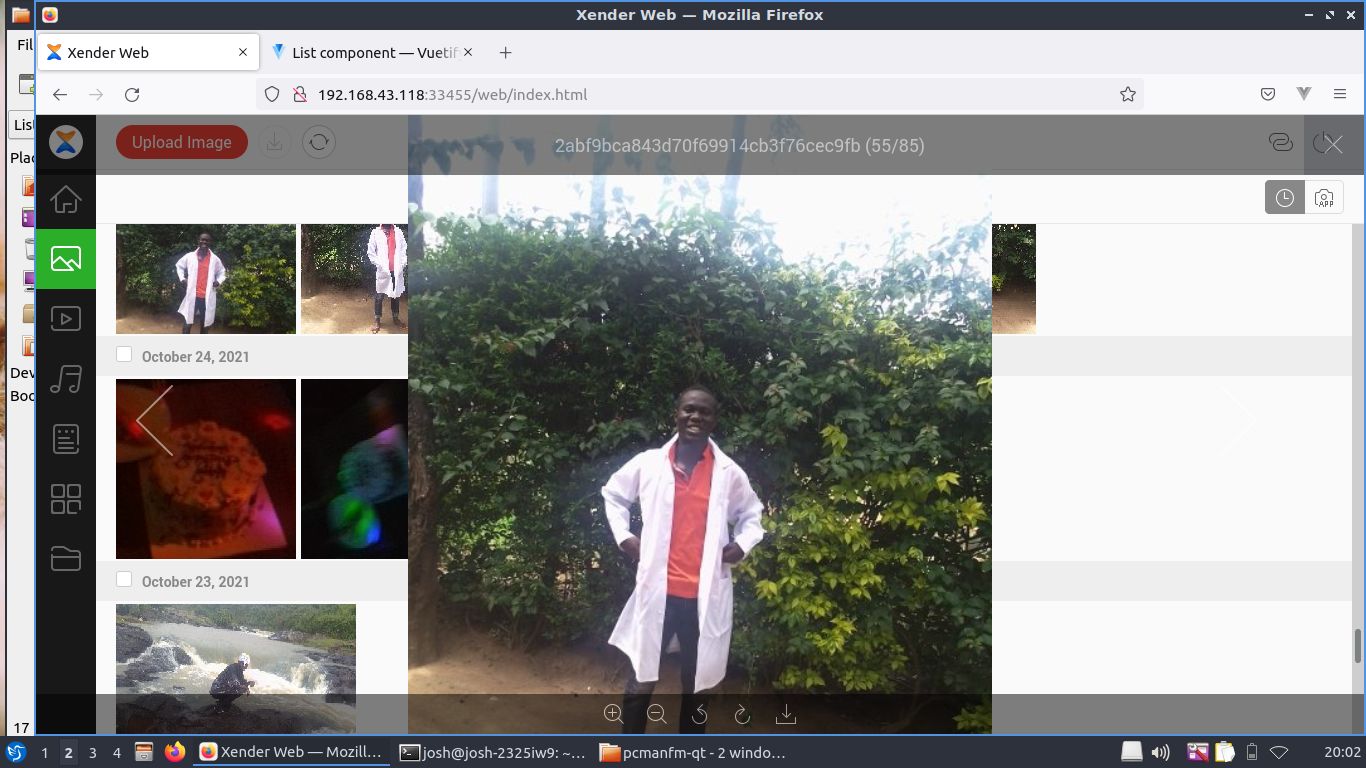 Xender Web — Mozilla Firefox
Fil
Xender Web
List component — Vuetif
192.168.43.118:33455/web/index.html
List
Upload Image
2abf9bca843d70f69914cb3f76cec9fb (55/85)
Plac
APP
October 24, 2021
Dev
Boo
October 23, 2021
17
1 2 3 4
Xender Web — Mozill...
josh@josh-2325iw9: ~...
pcmanfm-qt - 2 windo...
20:02